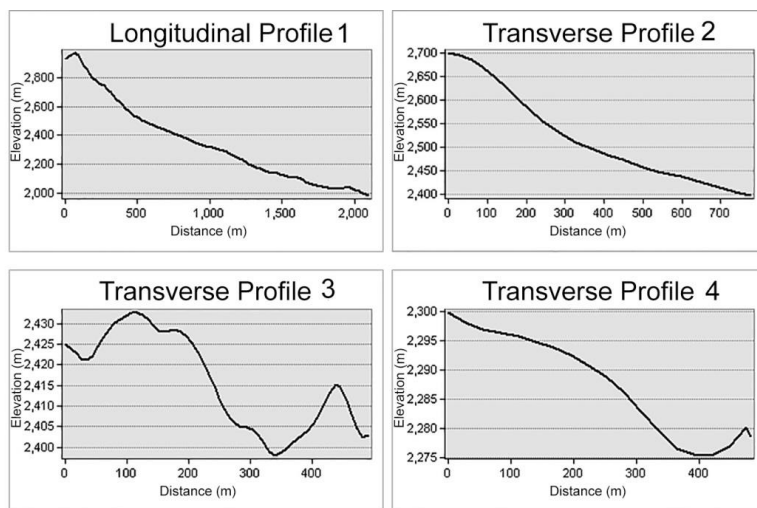 Longitudinal Profile 1
Elevation (m)
2,800
2,600
2,400
2,200
2,000
0 500 1,000 1,500 2,000
Distance (m)
Transverse Profile 2
Elevation (m)
2,700
2,650
2,600
2,550
2,500
2,450
2,400
0 100 200 300 400 500 600 700
Distance (m)
Transverse Profile 3
Elevation (m)
2,430
2,425
2,420
2,415
2,410
2,405
2,400
0 100 200 300 400
Distance (m)
Transverse Profile 4
Elevation (m)
2,300
2,295
2,290
2,285
2,280
2,275
0 100 200 300 400
Distance (m)